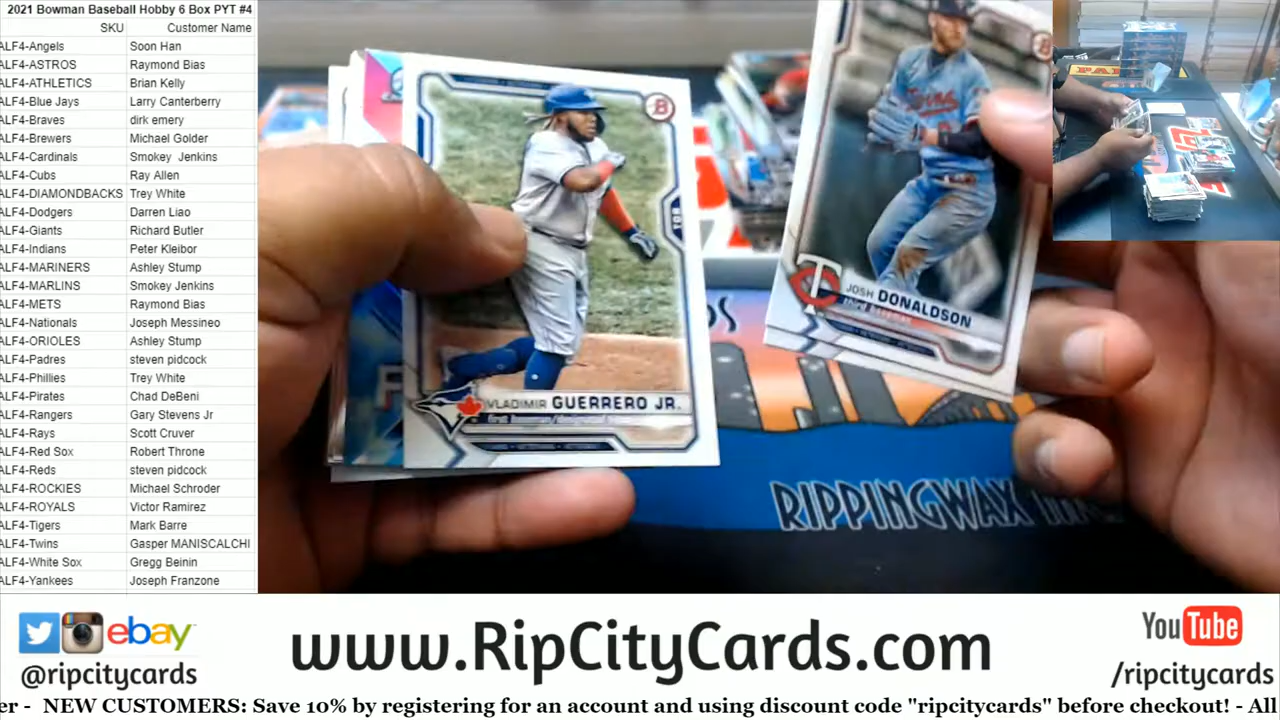 2021 Bowman Baseball Hobby 6 Box PYT #4
SKU Customer Name
ALF4-Angels Soon Han
ALF4-ASTROS Raymond Bias
ALF4-ATHLETICS Brian Kelly
ALF4-Blue Jays Larry Canterberry
ALF4-Braves dirk emery
ALF4-Brewers Michael Golder
ALF4-Cardinals Smokey Jenkins
ALF4-Cubs Ray Allen
ALF4-DIAMONDBACKS Trey White
ALF4-Dodgers Darren Liao
ALF4-Giants Richard Butler
ALF4-Indians Peter Kleibor
ALF4-MARINERS Ashley Stump
ALF4-MARLINS Smokey Jenkins
ALF4-METS Raymond Bias
ALF4-Nationals Joseph Messineo
ALF4-ORIOLES Ashley Stump
ALF4-Padres steven pidcock
ALF4-Phillies Trey White
ALF4-Pirates Chad DeBeni
ALF4-Rangers Gary Stevens Jr
ALF4-Rays Scott Cruver
ALF4-Red Sox Robert Throne
ALF4-Reds steven pidcock
ALF4-ROCKIES Michael Schroder
ALF4-ROYALS Victor Ramirez
ALF4-Tigers Mark Barre
ALF4-Twins Gasper MANISCALCHI
ALF4-White Sox Gregg Beinin
ALF4-Yankees Joseph Franzone
B
TOR
VLADIMIR GUERRERO JR.
Twins
JOSH DONALDSON
RIPPINGWAX
ebay
@ripcitycards
www.RipCityCards.com
YouTube
/ripcitycards
er - NEW CUSTOMERS: Save 10% by registering for an account and using discount code "ripcitycards" before checkout! - All